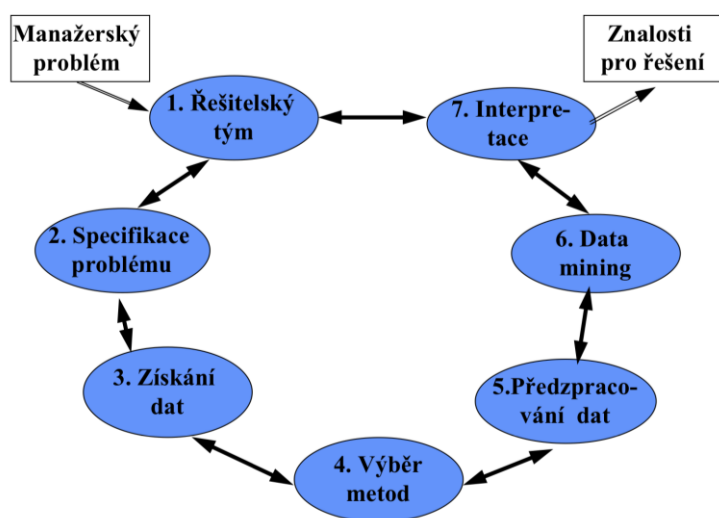 Manažerský
problém
Znalosti
pro řešení
1. Řešitelský
tým
7. Interpre-
tace
2. Specifikace
problému
6. Data
mining
3. Získání
dat
5.Předzpraco-
vání dat
4. Výběr
metod